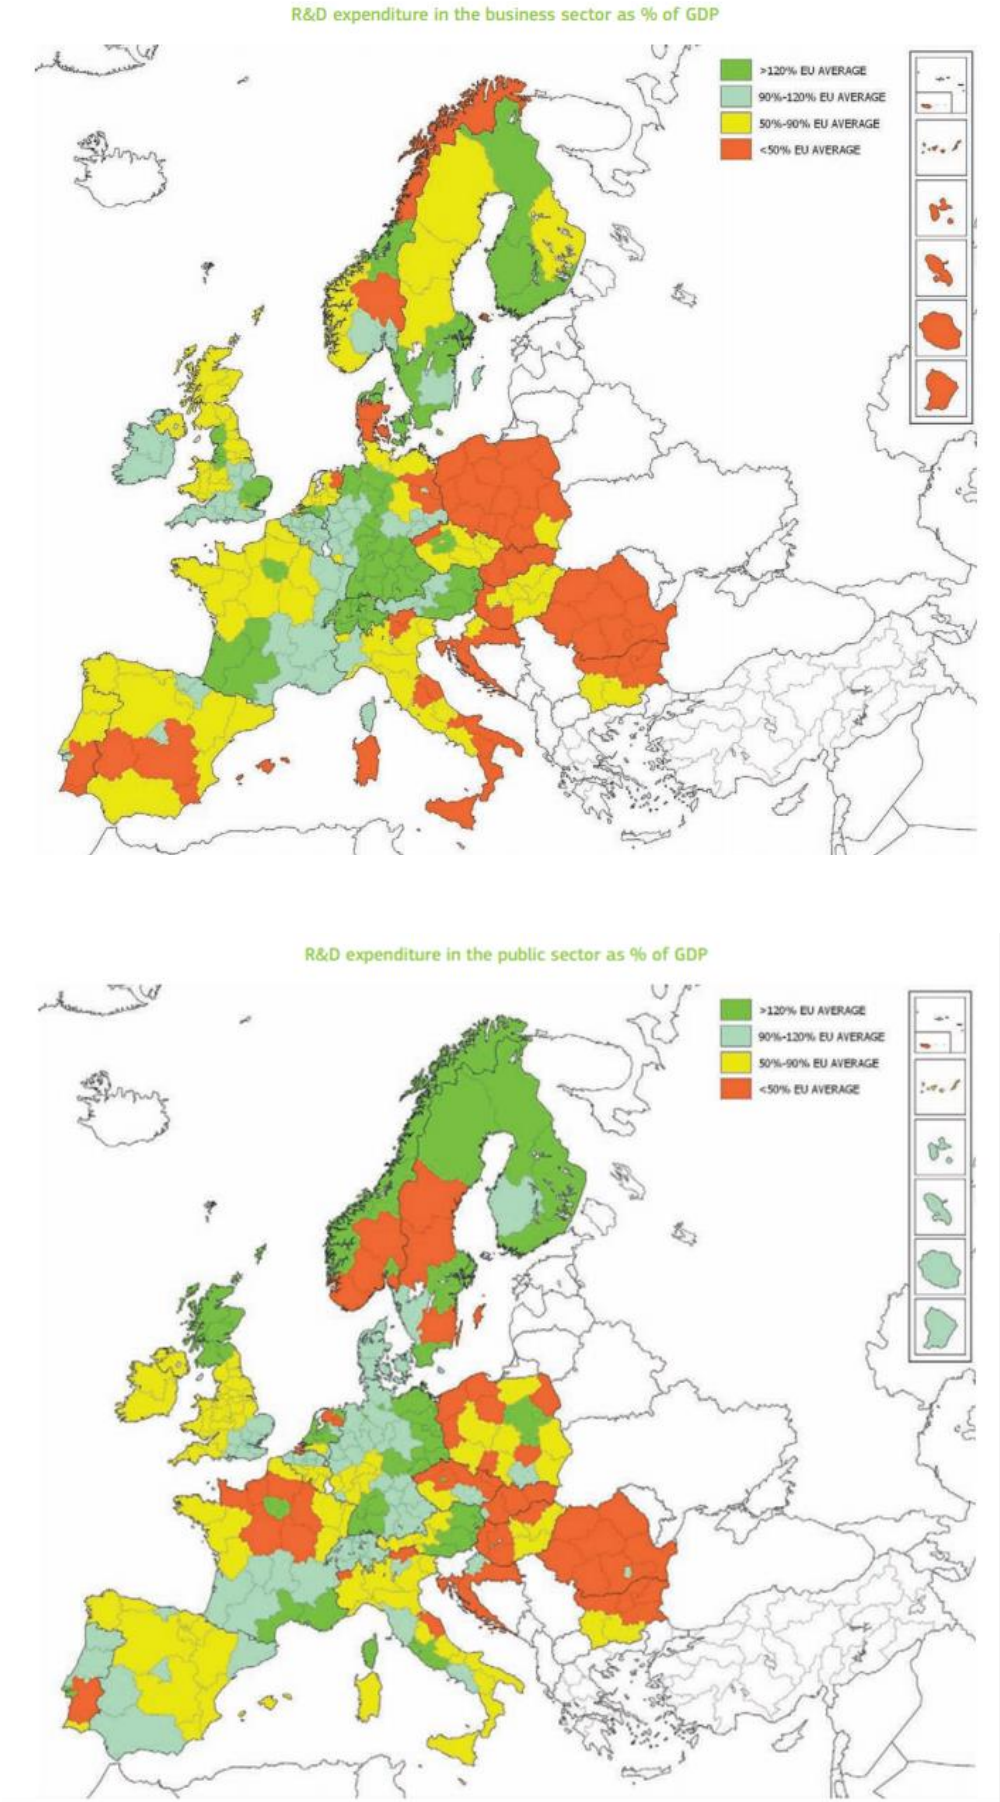 R&D expenditure in the business sector as % of GDP
>120% EU AVERAGE
90%-120% EU AVERAGE
50%-90% EU AVERAGE
<50% EU AVERAGE
R&D expenditure in the public sector as % of GDP
>120% EU AVERAGE
90%-120% EU AVERAGE
50%-90% EU AVERAGE
<50% EU AVERAGE